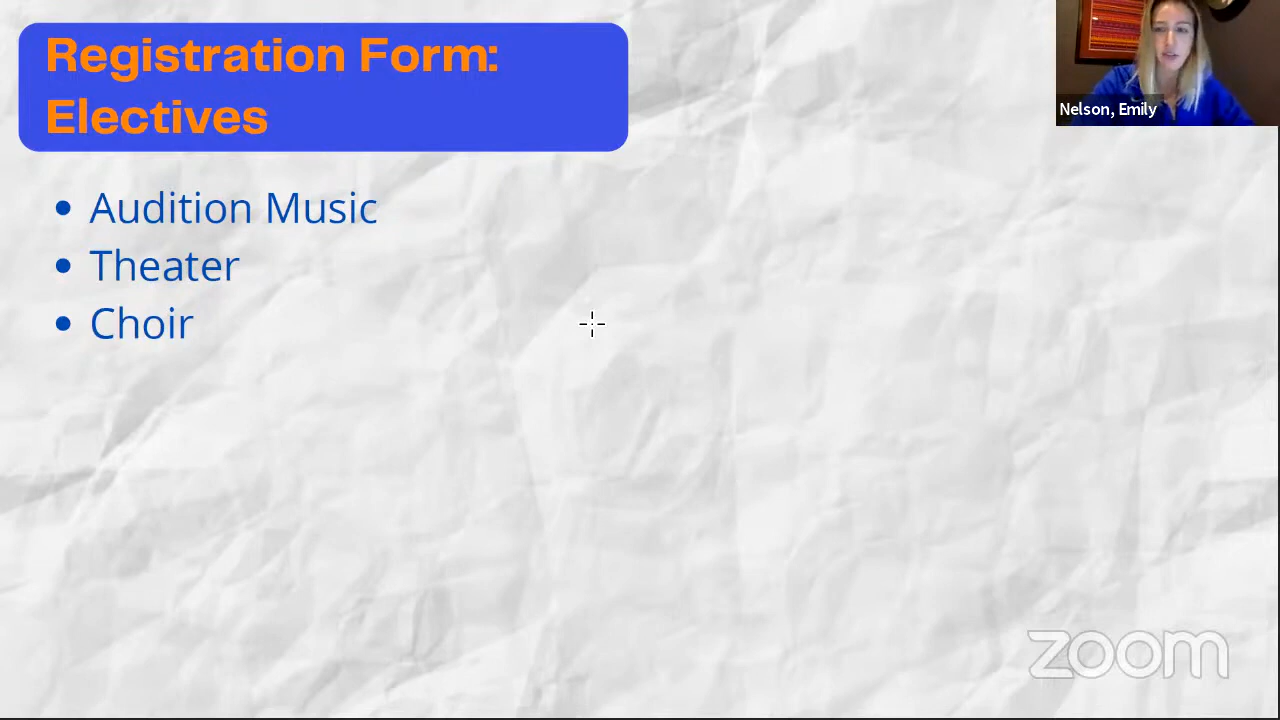 Registration Form:
Electives
Nelson, Emily
• Audition Music
• Theater
• Choir
zoom